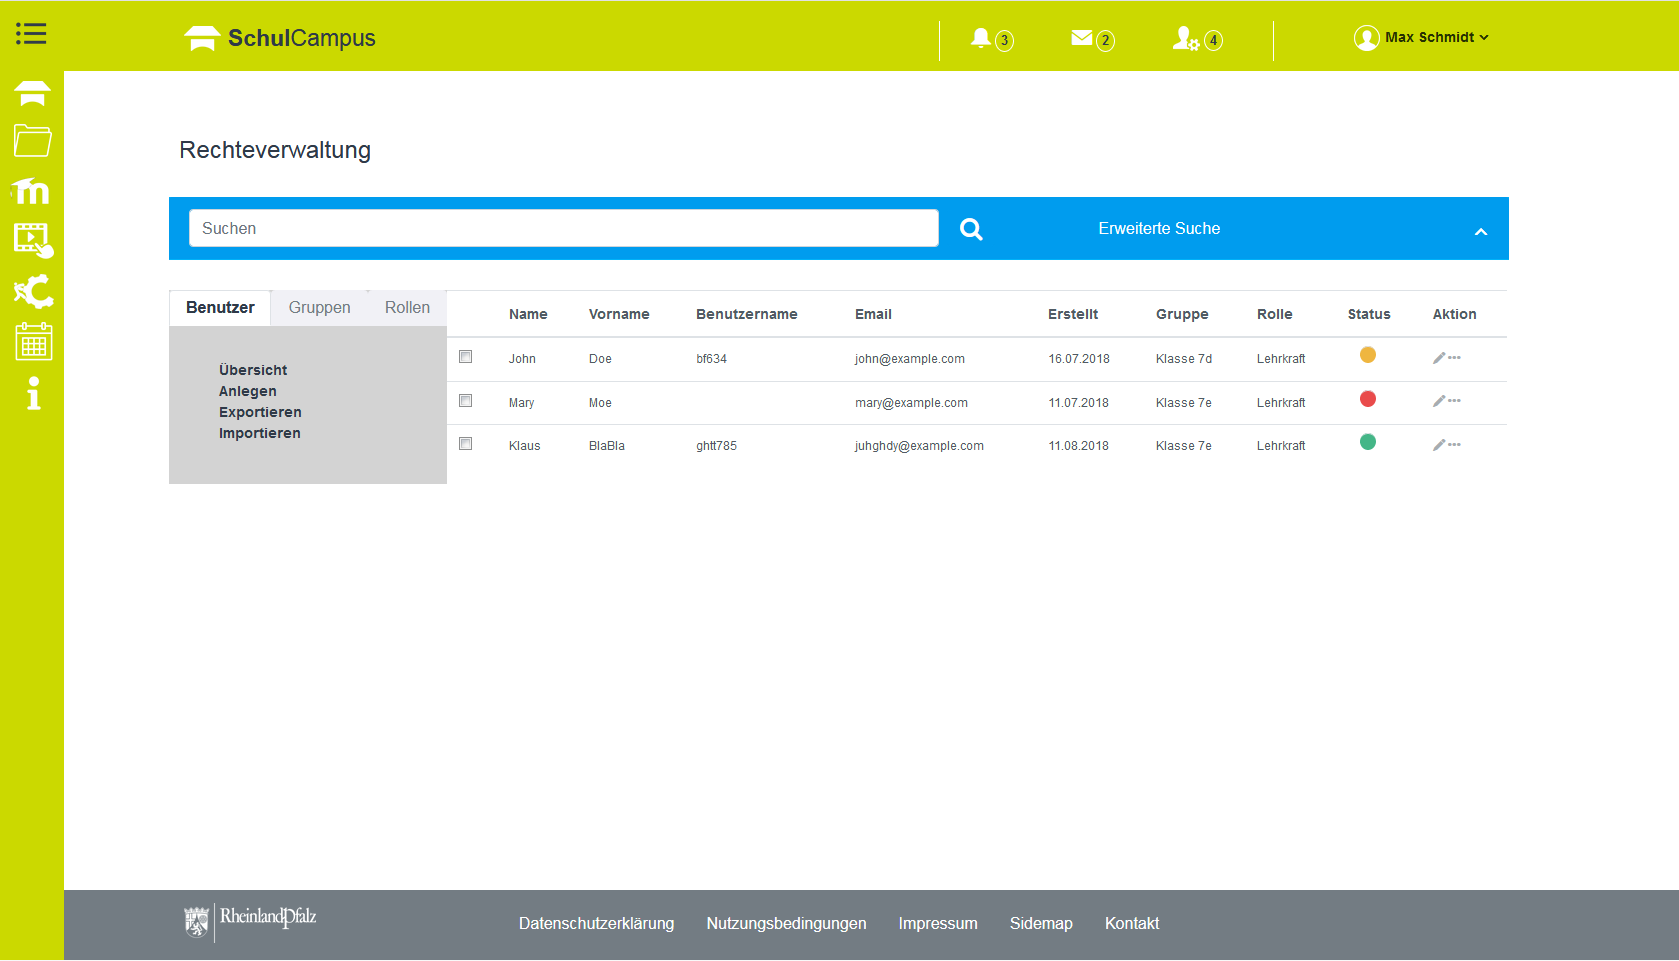 SchulCampus 3 2 4 Max Schmidt
Rechteverwaltung
Suchen Erweiterte Suche
Benutzer Gruppen Rollen
Übersicht
Anlegen
Exportieren
Importieren
Name Vorname Benutzername Email Erstellt Gruppe Rolle Status Aktion
John Doe bf634 john@example.com 16.07.2018 Klasse 7d Lehrkraft
Mary Moe mary@example.com 11.07.2018 Klasse 7e Lehrkraft
Klaus BlaBla ghtt785 juhghdy@example.com 11.08.2018 Klasse 7e Lehrkraft
RheinlandPfalz Datenschutzerklärung Nutzungsbedingungen Impressum Sidemap Kontakt